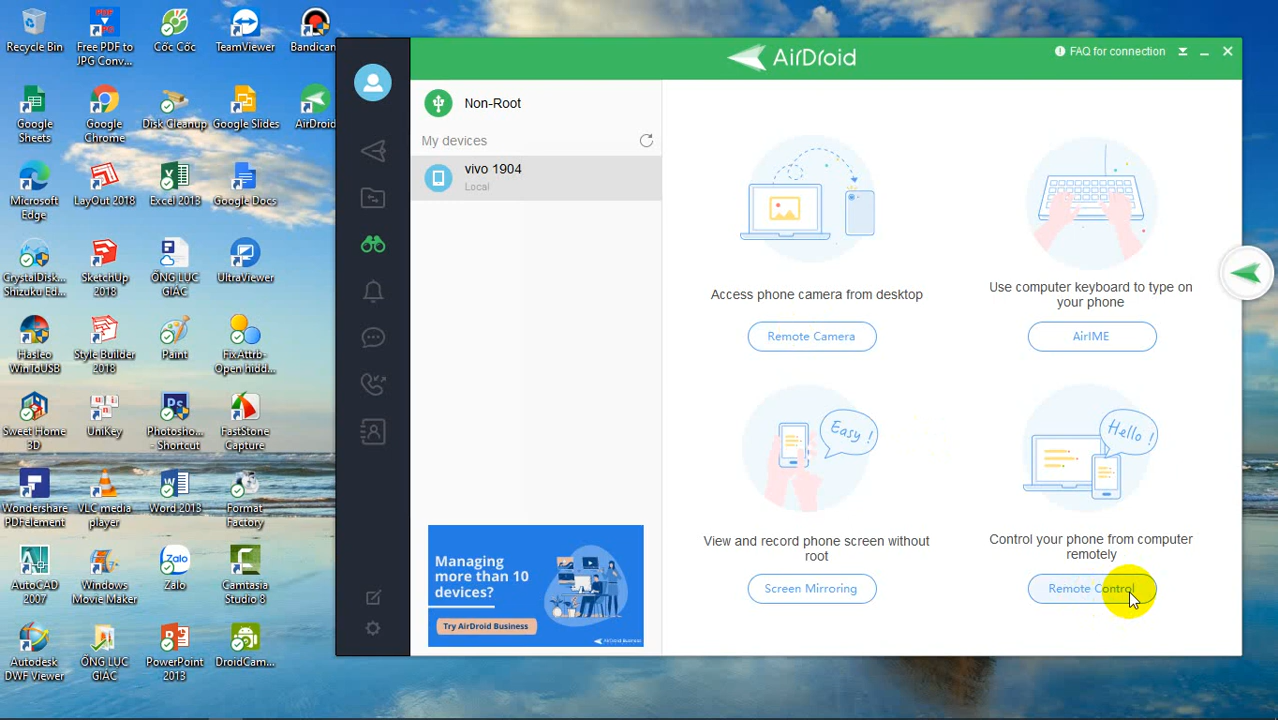 Recycle Bin
Free PDF to
JPG Conv...
Cốc Cốc
TeamViewer
Bandican
Google
Sheets
Google
Chrome
Disk Cleanup
Google Slides
AirDroid
Microsoft
Edge
LayOut 2018
Excel 2013
Google Docs
CrystalDisk...
Shizuku Ed...
SketchUp
2018
ỐNG LỤC
GIÁC
UltraViewer
Hasleo
WinToUSB
Style Builder
2018
Paint
FixAttrb-
Open hidd...
Sweet Home
3D
UniKey
Photosho...
- Shortcut
FastStone
Capture
Wondershare
PDFelement
VLC media
player
Word 2013
Format
Factory
AutoCAD
2007
Windows
Movie Maker
Zalo
Zalo
Camtasia
Studio 8
Autodesk
DWF Viewer
ỐNG LỤC
GIÁC
PowerPoint
2013
DroidCam...
AirDroid
FAQ for connection
Non-Root
My devices
vivo 1904
Local
Managing
more than 10
devices?
Try AirDroid Business
AirDroid Business
Access phone camera from desktop
Remote Camera
Use computer keyboard to type on
your phone
AirIME
Easy !
View and record phone screen without
root
Screen Mirroring
Hello !
Control your phone from computer
remotely
Remote Control